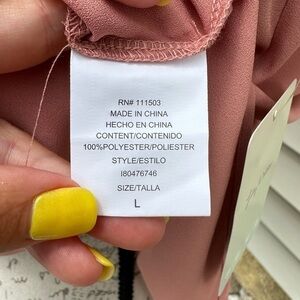 RN# 111503
MADE IN CHINA
HECHO EN CHINA
CONTENT/CONTENIDO
100%POLYESTER/POLIESTER
STYLE/ESTILO
I80476746
SIZE/TALLA
L